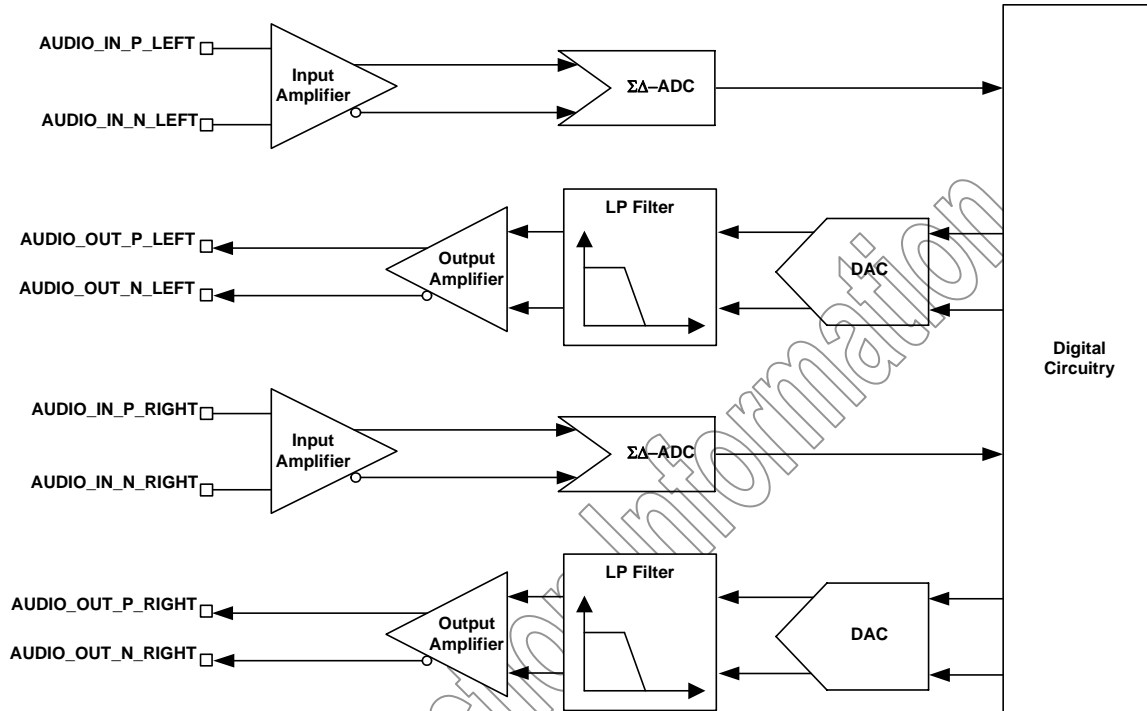 AUDIO_IN_P_LEFT
Input
Amplifier
ΣΔ–ADC
AUDIO_IN_N_LEFT
LP Filter
AUDIO_OUT_P_LEFT
Output
Amplifier
DAC
AUDIO_OUT_N_LEFT
Digital
Circuitry
AUDIO_IN_P_RIGHT
Input
Amplifier
ΣΔ–ADC
AUDIO_IN_N_RIGHT
LP Filter
AUDIO_OUT_P_RIGHT
Output
Amplifier
DAC
AUDIO_OUT_N_RIGHT
Information